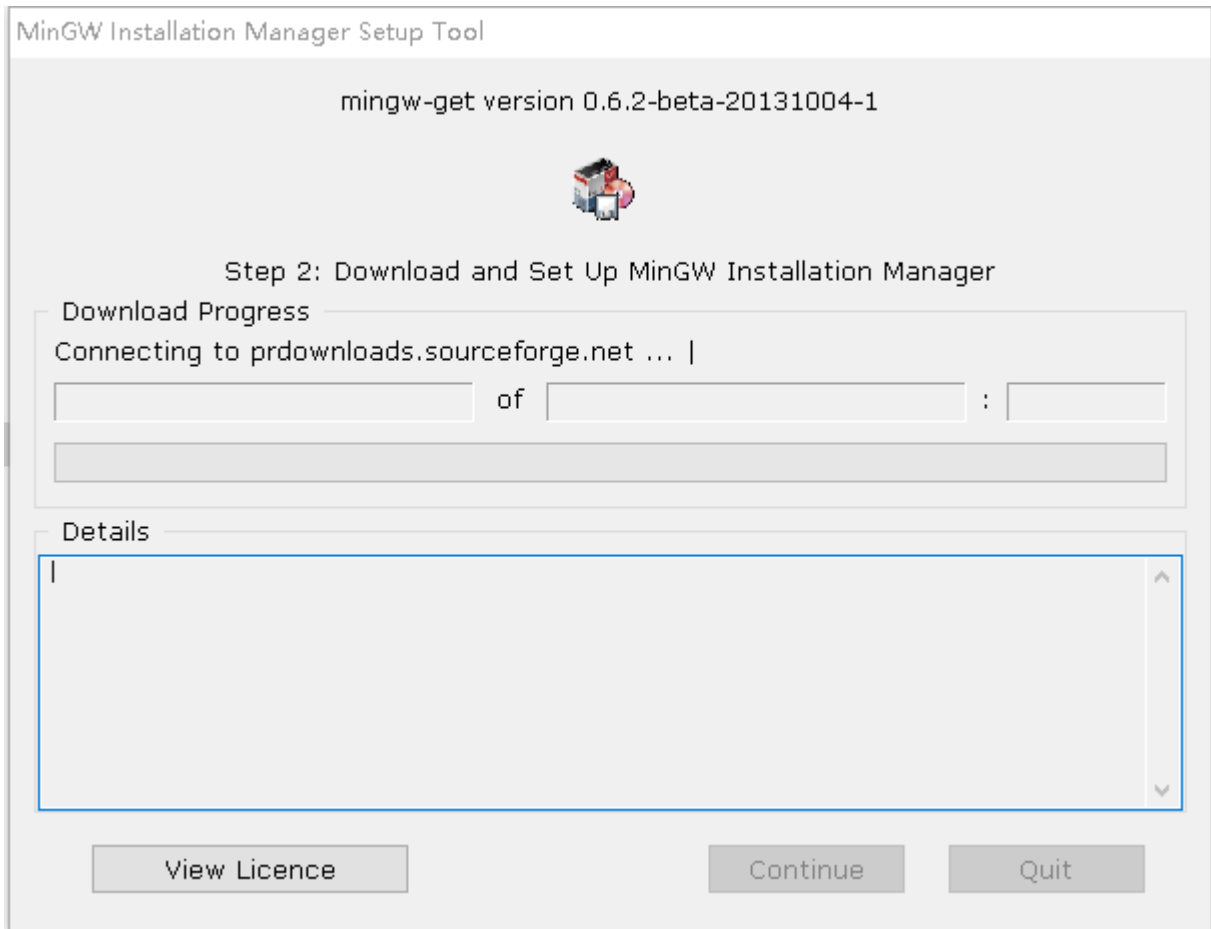 MinGW Installation Manager Setup Tool
mingw-get version 0.6.2-beta-20131004-1
Step 2: Download and Set Up MinGW Installation Manager
Download Progress
Connecting to prdownloads.sourceforge.net ... |
of :
Details
View Licence Continue Quit